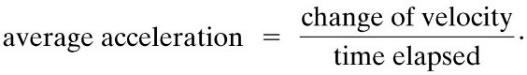 average acceleration = change of velocity / time elapsed.